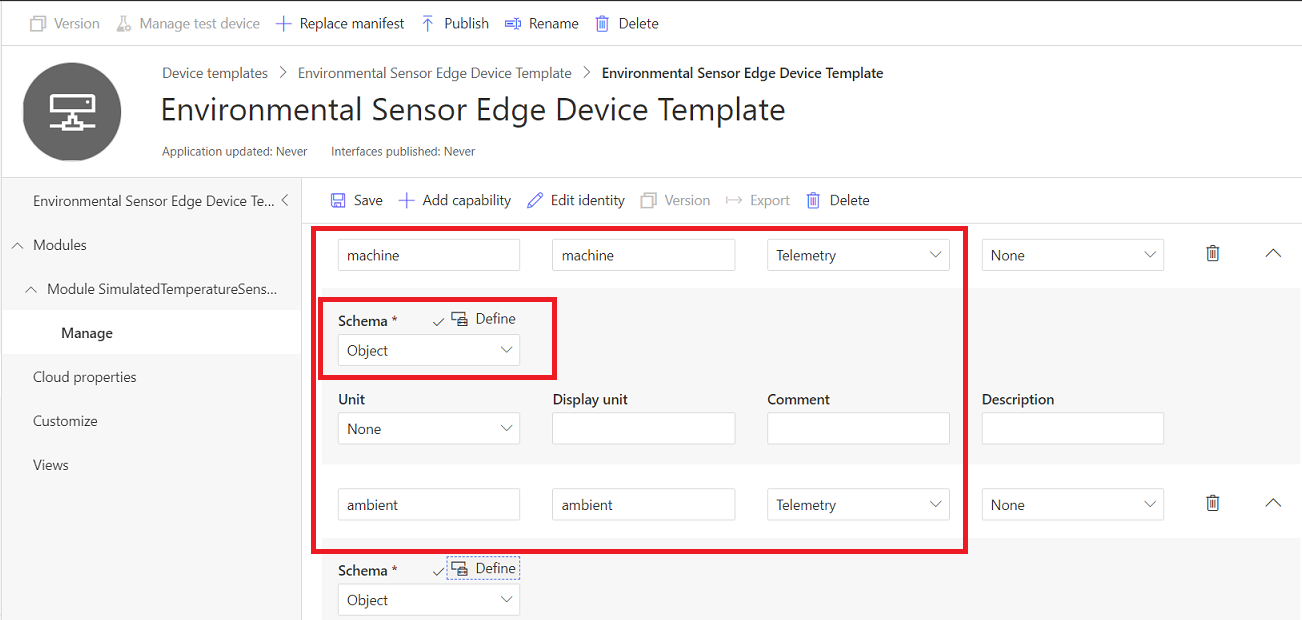 Version Manage test device Replace manifest Publish Rename Delete
Device templates > Environmental Sensor Edge Device Template > Environmental Sensor Edge Device Template
Environmental Sensor Edge Device Template
Application updated: Never Interfaces published: Never
Environmental Sensor Edge Device Te...
Modules
Module SimulatedTemperatureSens...
Manage
Cloud properties
Customize
Views
Save Add capability Edit identity Version Export Delete
machine machine Telemetry None
Schema * Define
Object
Unit Display unit Comment Description
None
ambient ambient Telemetry None
Schema * Define
Object